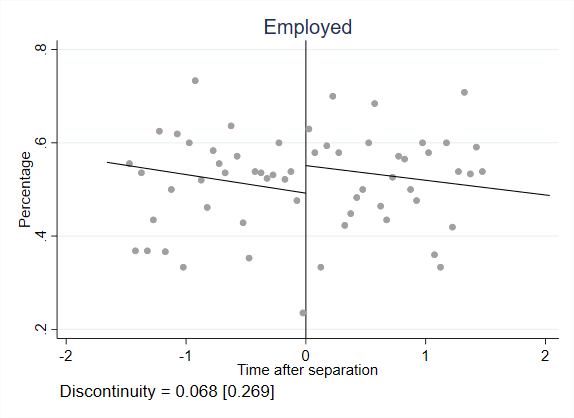 Employed
Percentage
.8
.6
.4
.2
-2 -1 0 1 2
Time after separation
Discontinuity = 0.068 [0.269]